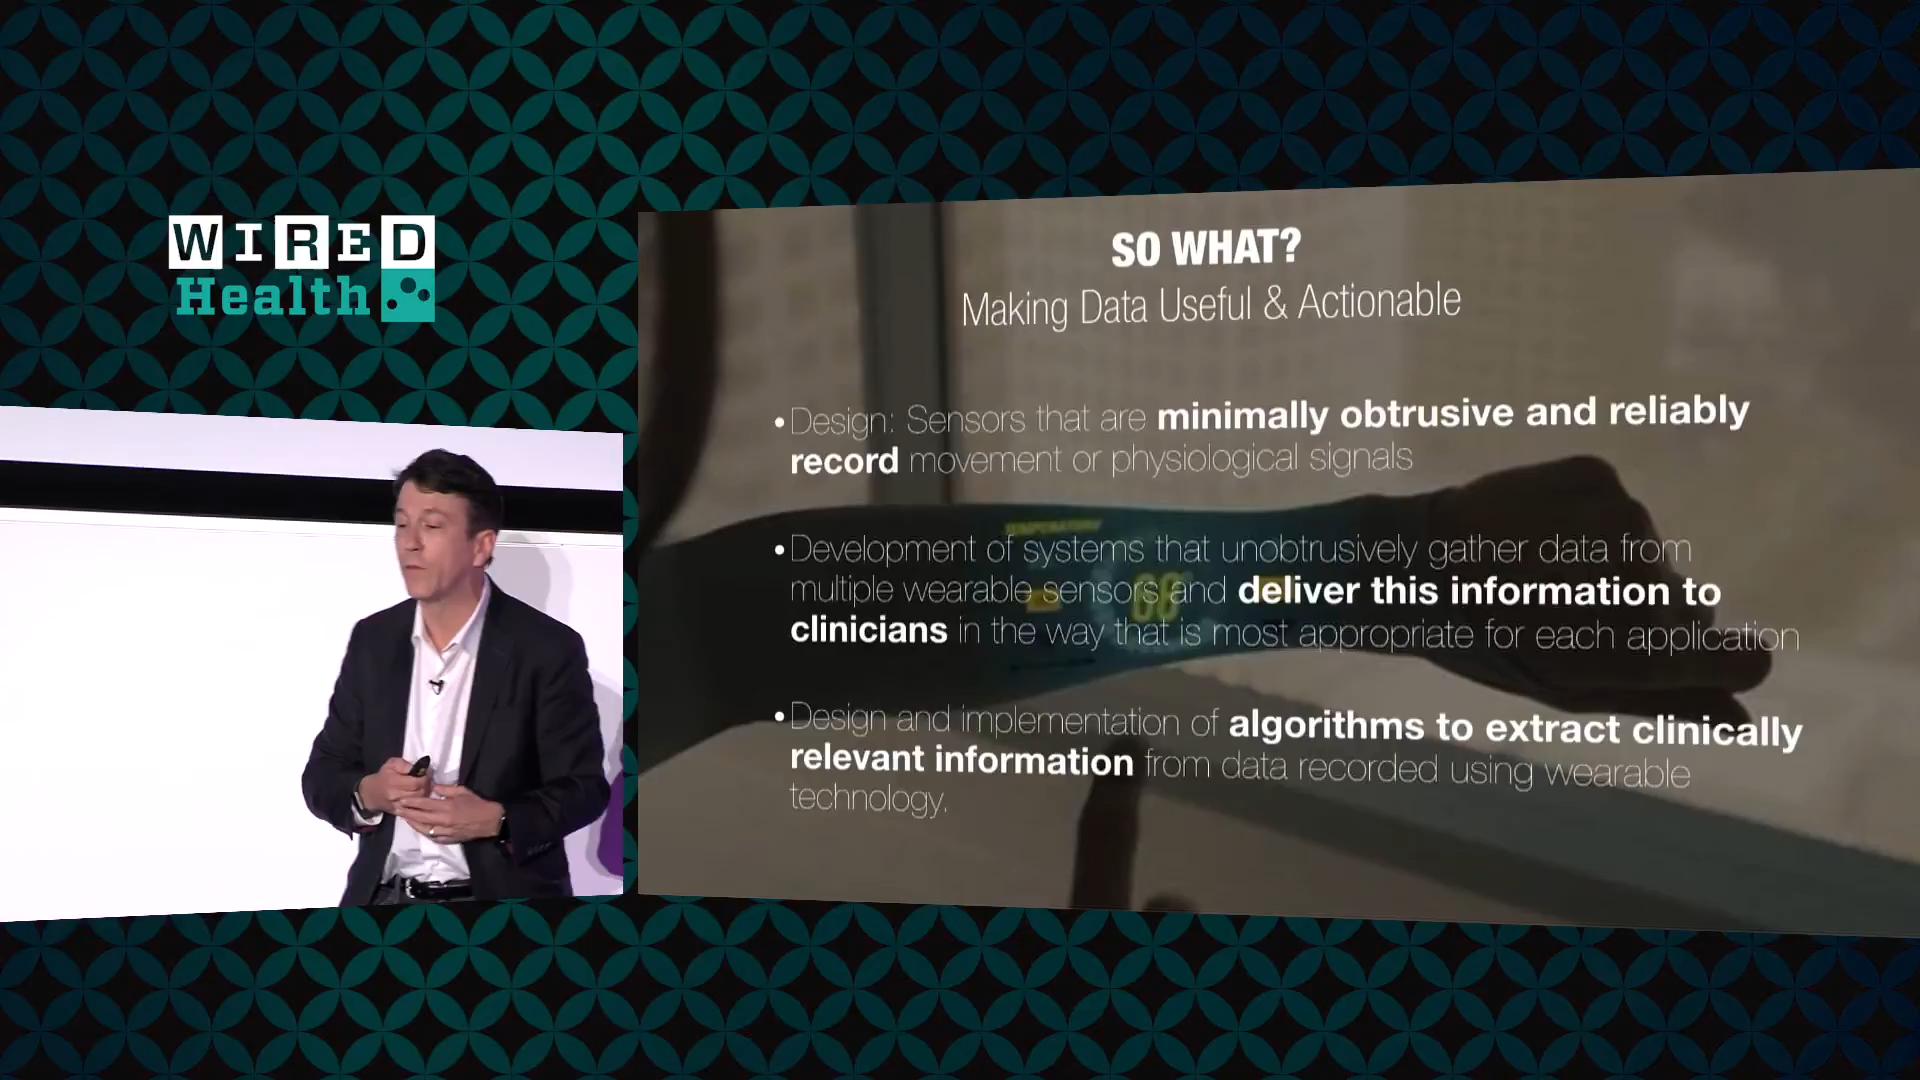 WIRED
Health
SO WHAT?
Making Data Useful & Actionable
• Design: Sensors that are minimally obtrusive and reliably
record movement or physiological signals
TEMPERATURE
• Development of systems that unobtrusively gather data from
multiple wearable sensors and deliver this information to
clinicians in the way that is most appropriate for each application
• Design and implementation of algorithms to extract clinically
relevant information from data recorded using wearable
technology.